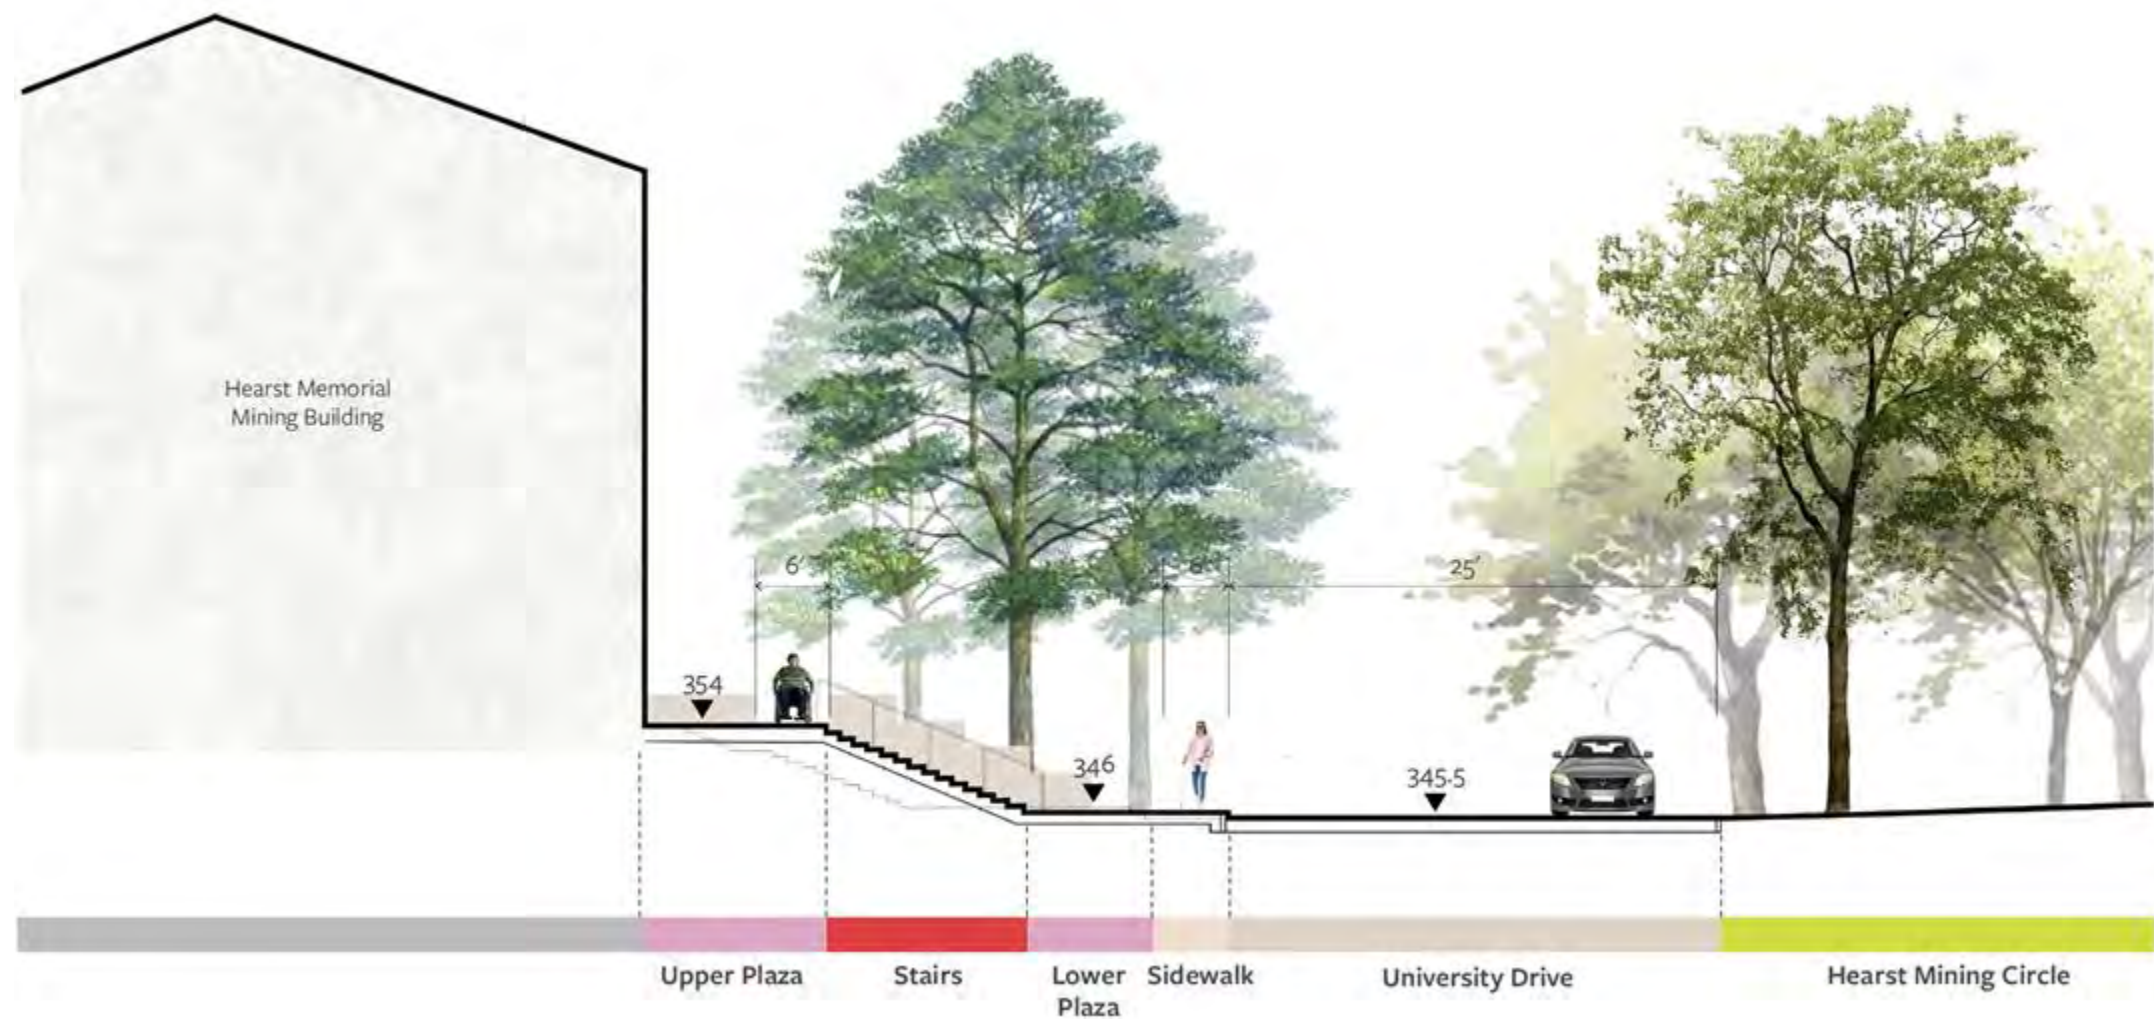 Hearst Memorial
Mining Building
6′
25′
354
346
345.5
Upper Plaza
Stairs
Lower
Plaza
Sidewalk
University Drive
Hearst Mining Circle